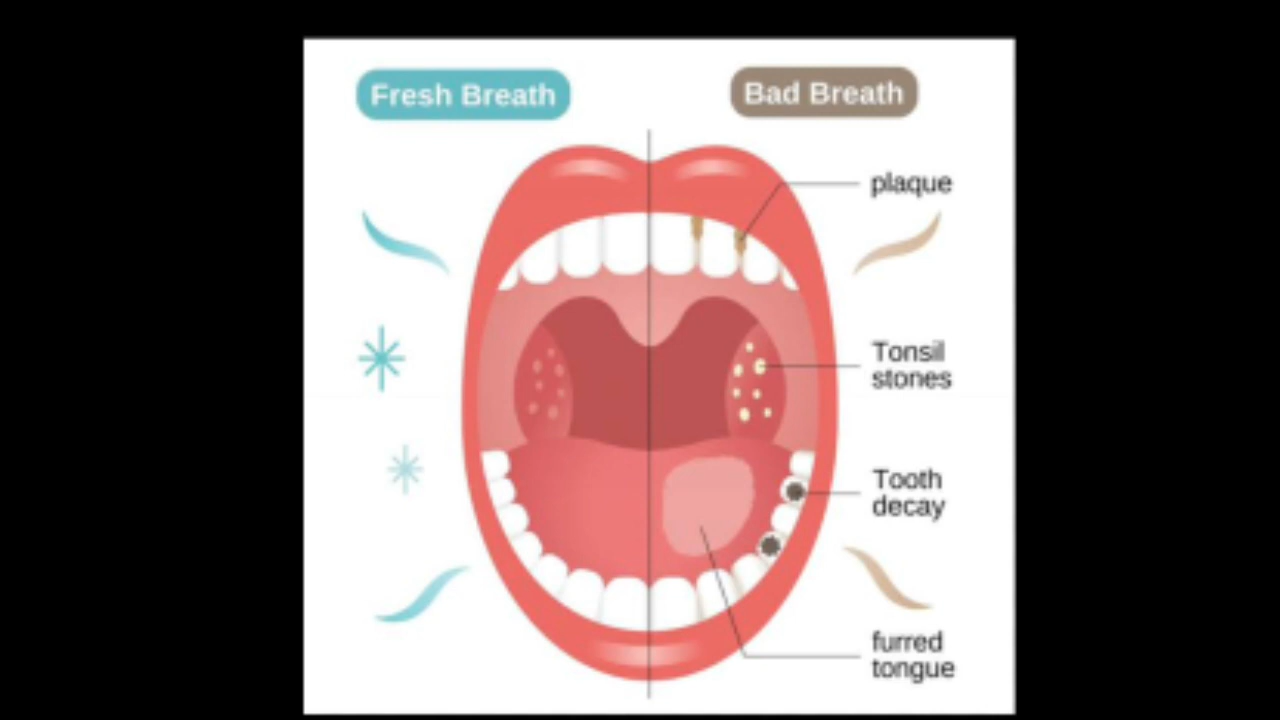 Fresh Breath
Bad Breath
plaque
Tonsil
stones
Tooth
decay
furred
tongue